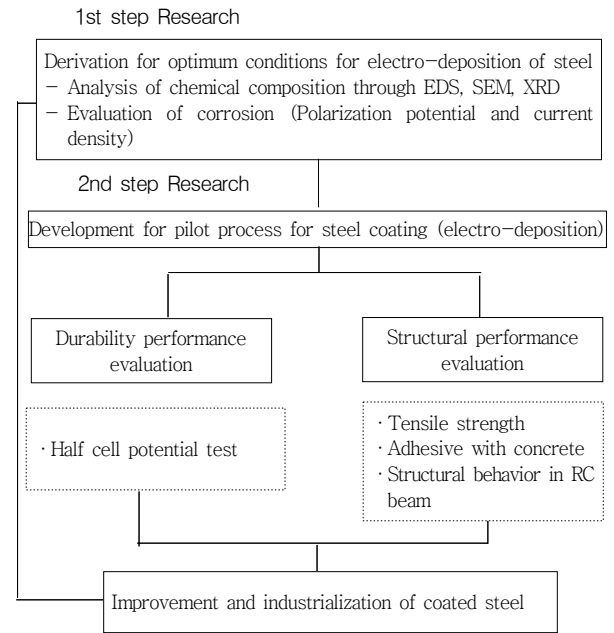 1st step Research
Derivation for optimum conditions for electro-deposition of steel
- Analysis of chemical composition through EDS, SEM, XRD
- Evaluation of corrosion (Polarization potential and current
density)
2nd step Research
Development for pilot process for steel coating (electro-deposition)
Durability performance
evaluation
Structural performance
evaluation
· Half cell potential test
· Tensile strength
· Adhesive with concrete
· Structural behavior in RC
beam
Improvement and industrialization of coated steel